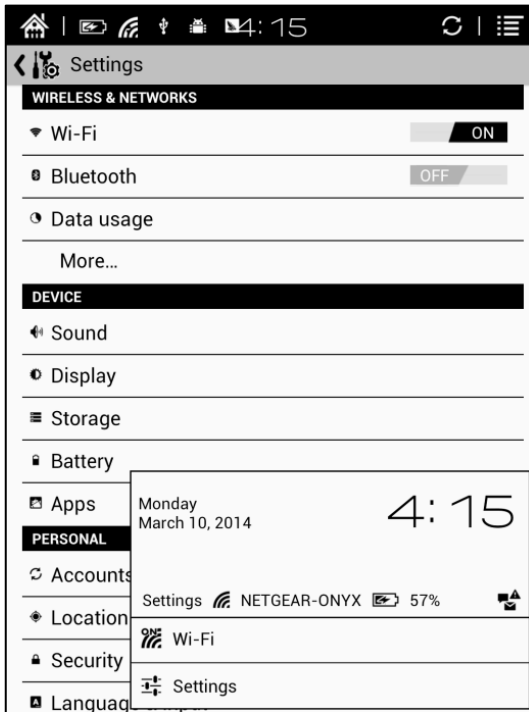 4:15
Settings
WIRELESS & NETWORKS
Wi-Fi
ON
Bluetooth
OFF
Data usage
More...
DEVICE
Sound
Display
Storage
Battery
Apps
PERSONAL
Accounts
Location
Security
Language
Monday
March 10, 2014
4:15
Settings NETGEAR-ONYX 57%
Wi-Fi
Settings